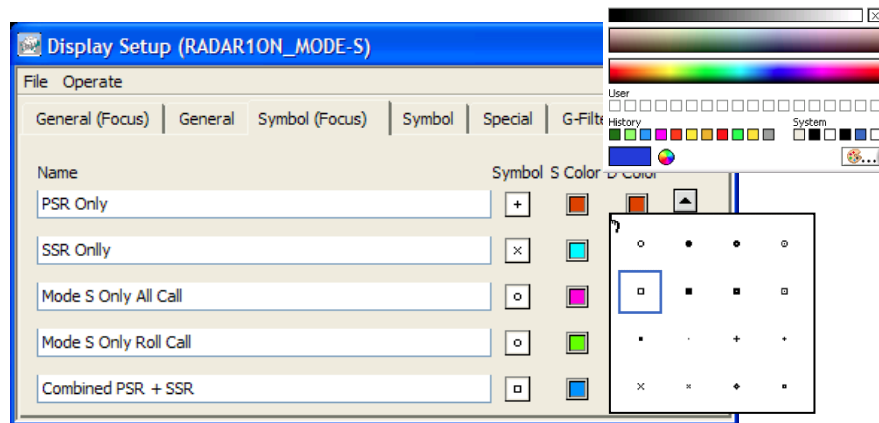 Display Setup (RADAR1ON_MODE-S)
File Operate
General (Focus) General Symbol (Focus) Symbol Special
User
History System
Name Symbol S Color D Color
PSR Only
SSR Onlly
Mode S Only All Call
Mode S Only Roll Call
Combined PSR + SSR